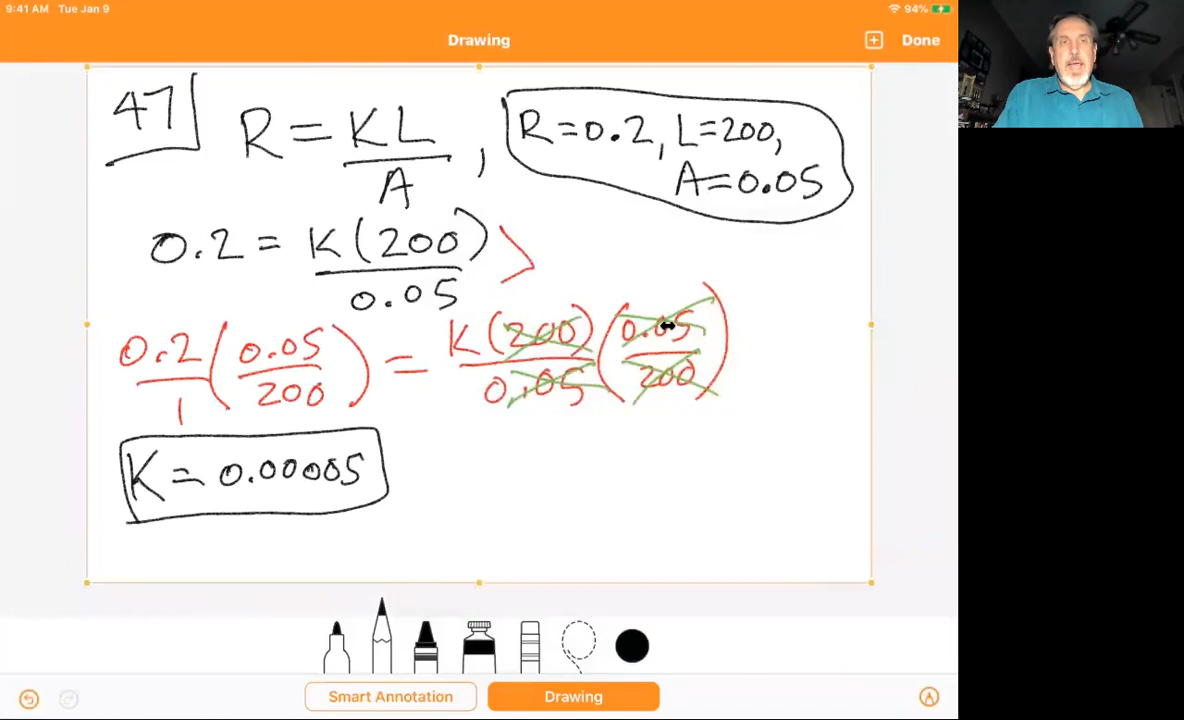 9:41 AM Tue Jan 9 94%
Drawing Done
47 R = KL/A , R=0.2, L=200,
A=0.05
0.2 = K(200)/0.05
0.2/1 (0.05/200) = K(200)/0.05 (0.05/200)
K = 0.00005
Smart Annotation Drawing